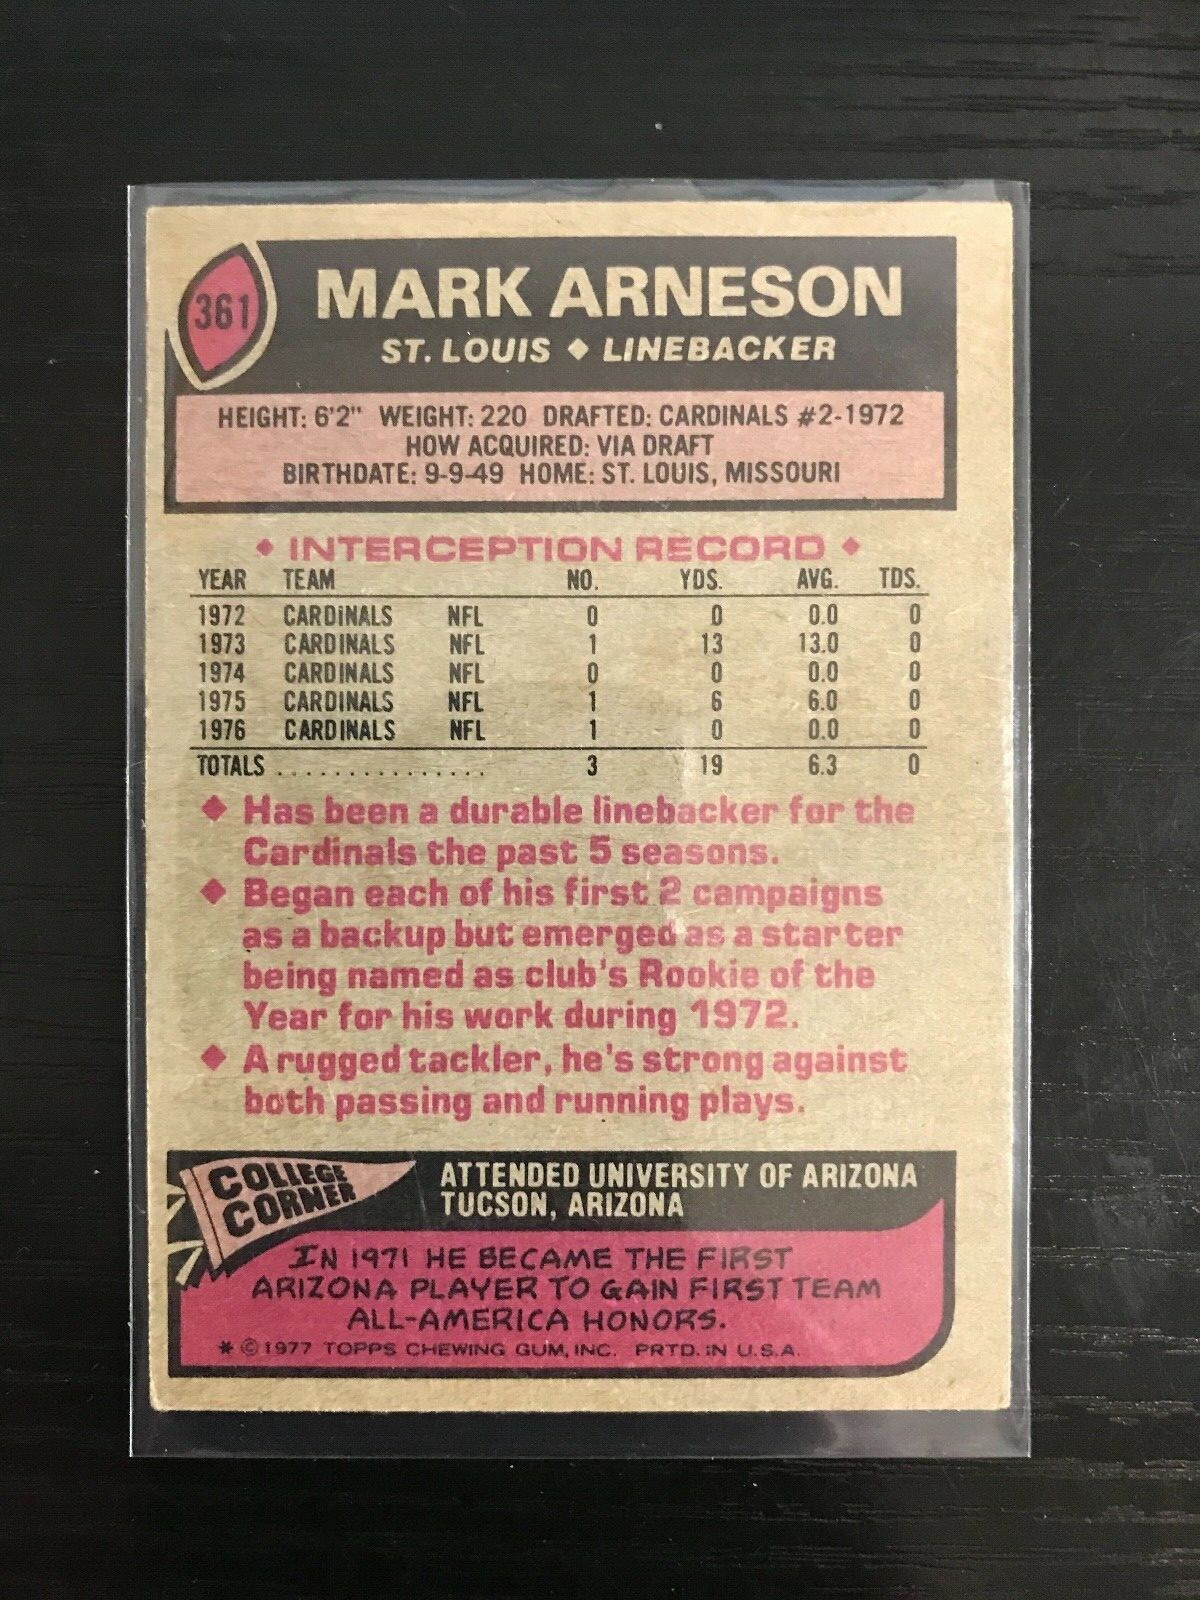 361
MARK ARNESON
ST. LOUIS ◆ LINEBACKER
HEIGHT: 6'2" WEIGHT: 220 DRAFTED: CARDINALS #2-1972
HOW ACQUIRED: VIA DRAFT
BIRTHDATE: 9-9-49 HOME: ST. LOUIS, MISSOURI
◆ INTERCEPTION RECORD ◆
YEAR TEAM NO. YDS. AVG. TDS.
1972 CARDINALS NFL 0 0 0.0 0
1973 CARDINALS NFL 1 13 13.0 0
1974 CARDINALS NFL 0 0 0.0 0
1975 CARDINALS NFL 1 6 6.0 0
1976 CARDINALS NFL 1 0 0.0 0
TOTALS ............... 3 19 6.3 0
◆ Has been a durable linebacker for the
Cardinals the past 5 seasons.
◆ Began each of his first 2 campaigns
as a backup but emerged as a starter
being named as club's Rookie of the
Year for his work during 1972.
◆ A rugged tackler, he's strong against
both passing and running plays.
COLLEGE
CORNER
ATTENDED UNIVERSITY OF ARIZONA
TUCSON, ARIZONA
IN 1971 HE BECAME THE FIRST
ARIZONA PLAYER TO GAIN FIRST TEAM
ALL-AMERICA HONORS.
* © 1977 TOPPS CHEWING GUM, INC. PRTD. IN U.S.A.